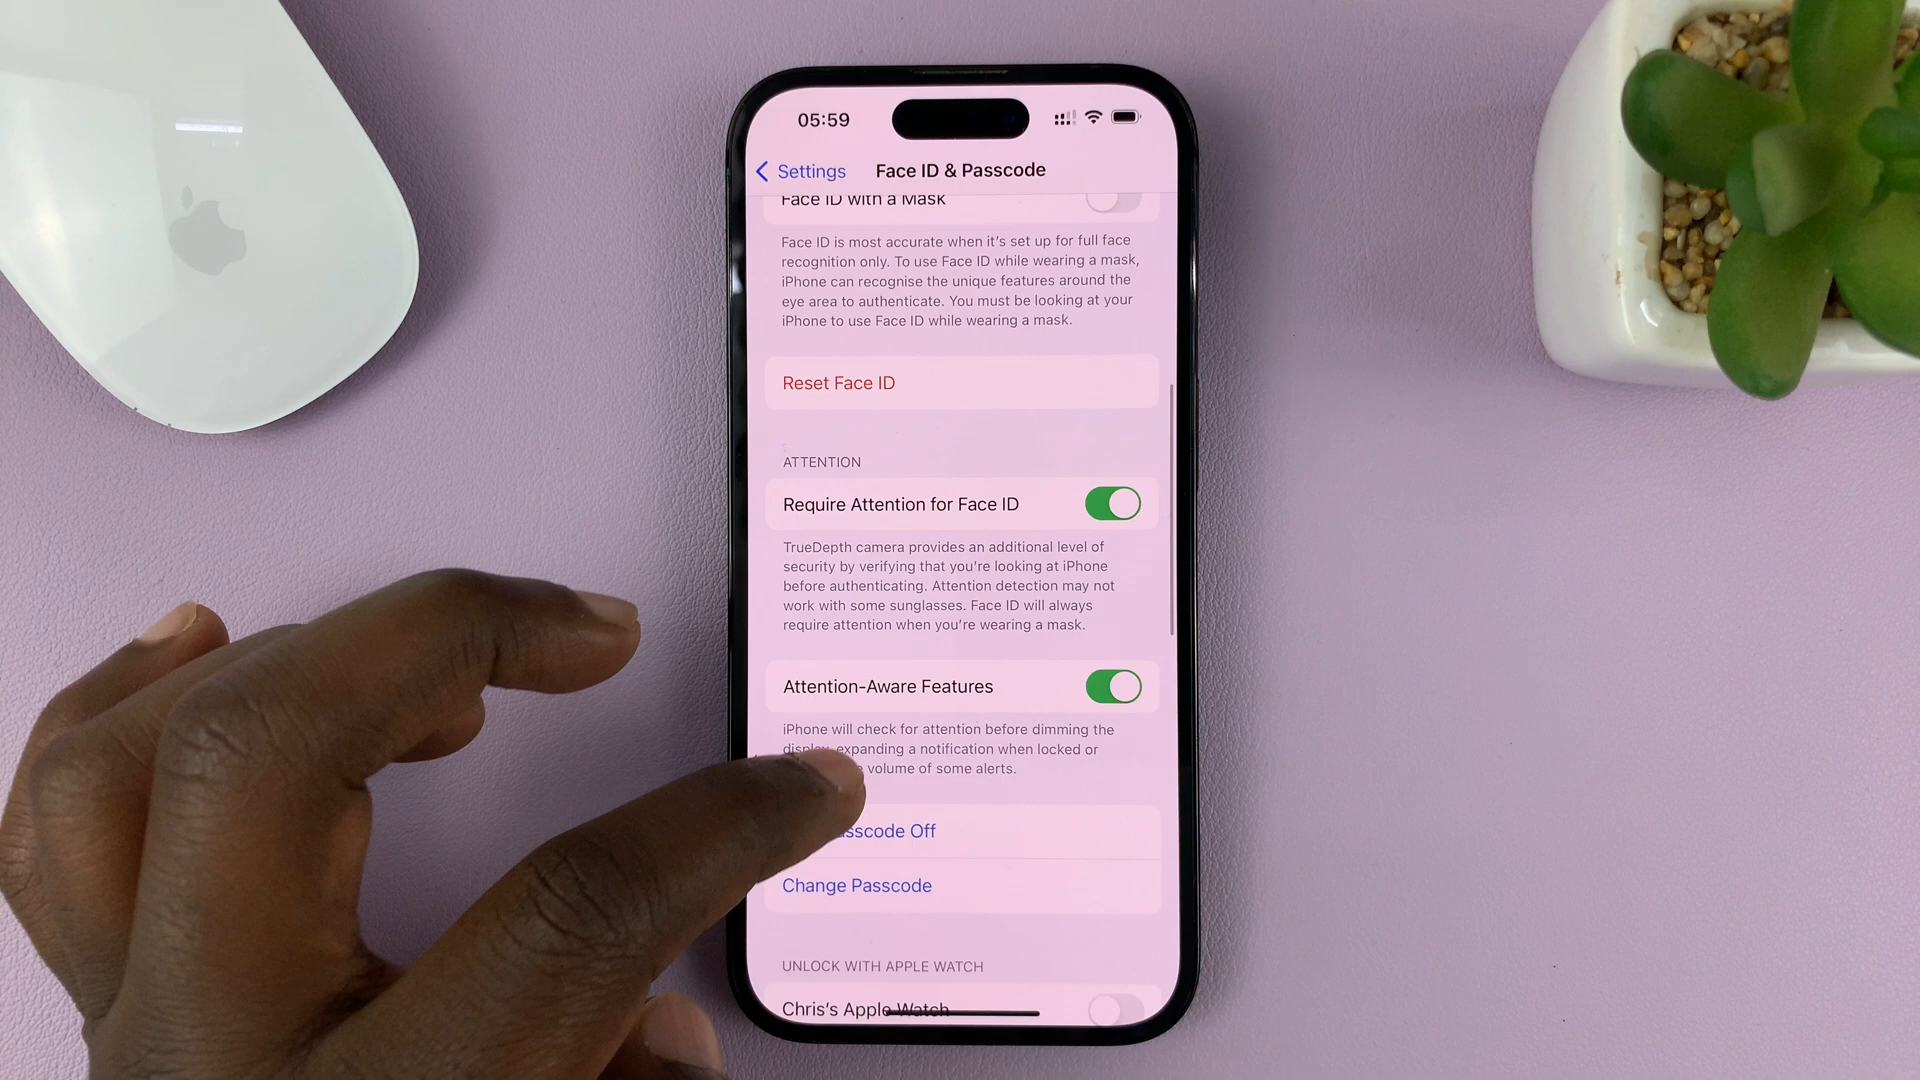 05:59
Settings
Face ID & Passcode
Face ID with a Mask
Face ID is most accurate when it's set up for full face
recognition only. To use Face ID while wearing a mask,
iPhone can recognise the unique features around the
eye area to authenticate. You must be looking at your
iPhone to use Face ID while wearing a mask.
Reset Face ID
ATTENTION
Require Attention for Face ID
TrueDepth camera provides an additional level of
security by verifying that you're looking at iPhone
before authenticating. Attention detection may not
work with some sunglasses. Face ID will always
require attention when you're wearing a mask.
Attention-Aware Features
iPhone will check for attention before dimming the
display, expanding a notification when locked or
volume of some alerts.
Off
Change Passcode
UNLOCK WITH APPLE WATCH
Chris's Apple Watch